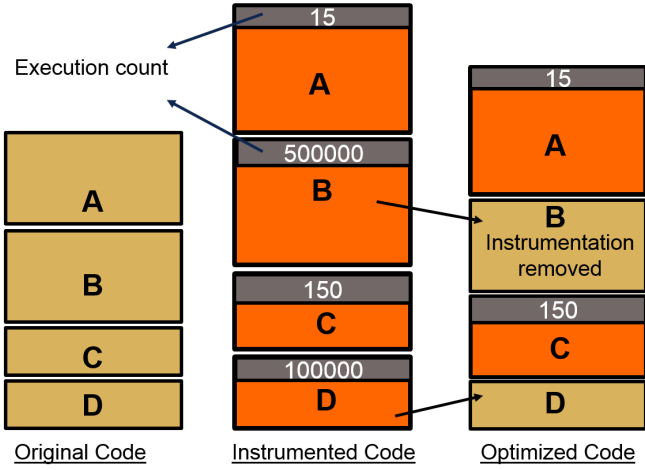 Execution count
A
B
C
D
Original Code
15
A
500000
B
150
C
100000
D
Instrumented Code
15
A
B
Instrumentation
removed
150
C
D
Optimized Code